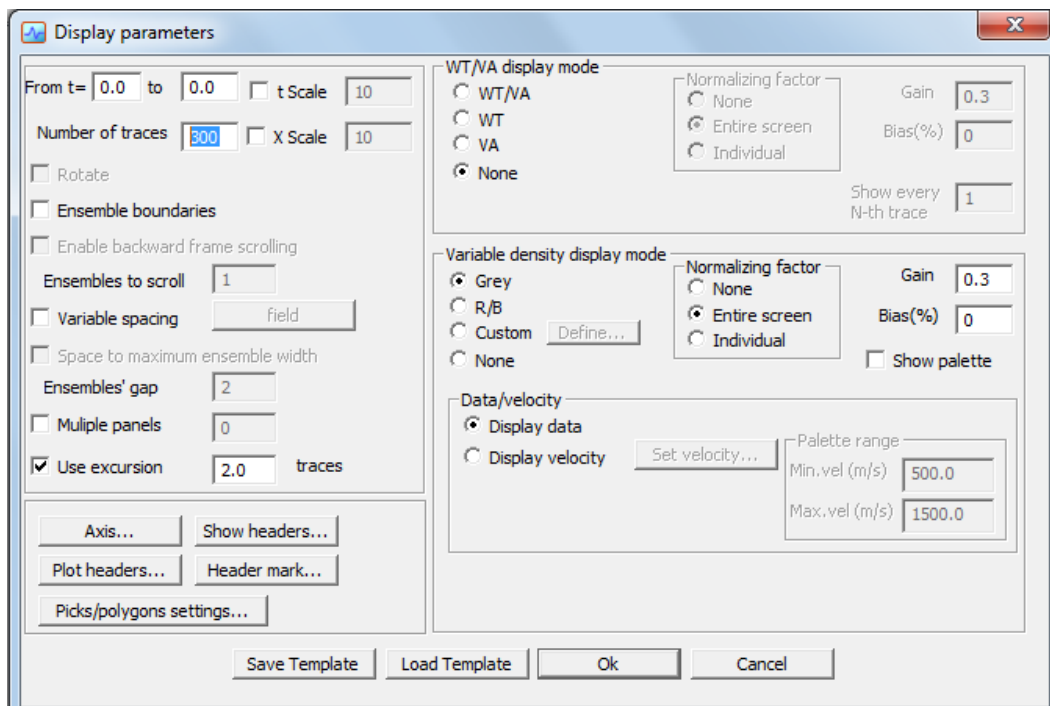 Display parameters
From t= 0.0 to 0.0 t Scale 10
Number of traces 300 X Scale 10
Rotate
Ensemble boundaries
Enable backward frame scrolling
Ensembles to scroll 1
Variable spacing field
Space to maximum ensemble width
Ensembles' gap 2
Muliple panels 0
Use excursion 2.0 traces
Axis... Show headers...
Plot headers... Header mark...
Picks/polygons settings...
WT/VA display mode
WT/VA
WT
VA
None
Normalizing factor
None
Entire screen
Individual
Gain 0.3
Bias(%) 0
Show every
N-th trace 1
Variable density display mode
Grey
R/B
Custom Define...
None
Normalizing factor
None
Entire screen
Individual
Gain 0.3
Bias(%) 0
Show palette
Data/velocity
Display data
Display velocity Set velocity...
Palette range
Min.vel (m/s) 500.0
Max.vel (m/s) 1500.0
Save Template Load Template Ok Cancel